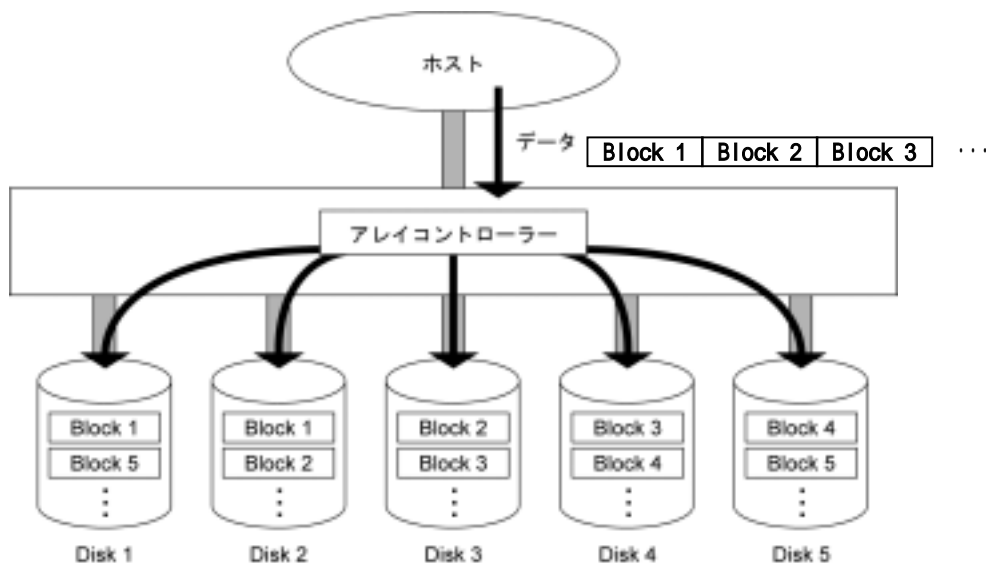 ホスト
データ
Block 1 Block 2 Block 3 ···
アレイコントローラー
Block 1 Block 1 Block 2 Block 3 Block 4
Block 5 Block 2 Block 3 Block 4 Block 5
Disk 1 Disk 2 Disk 3 Disk 4 Disk 5